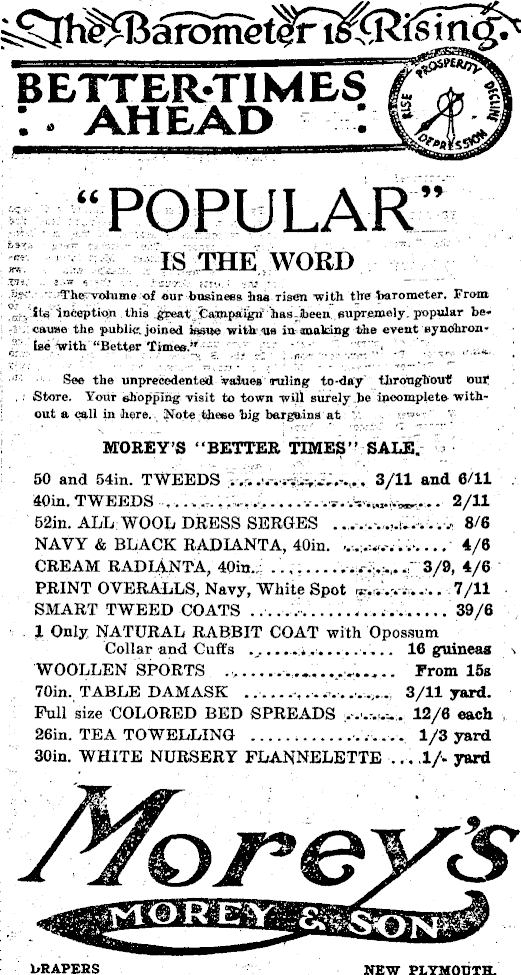 The Barometer is Rising.
BETTER·TIMES
AHEAD
RISE PROSPERITY DECLINE DEPRESSION
"POPULAR"
IS THE WORD
The volume of our business has risen with the barometer. From
its inception this great Campaign has been supremely popular be-
cause the public joined issue with us in making the event synchron-
ise with "Better Times."
See the unprecedented values ruling to-day throughout our
Store. Your shopping visit to town will surely be incomplete with-
out a call in here. Note these big bargains at
MOREY'S "BETTER TIMES" SALE.
50 and 54in. TWEEDS .................. 3/11 and 6/11
40in. TWEEDS .................. 2/11
52in. ALL WOOL DRESS SERGES .................. 8/6
NAVY & BLACK RADIANTA, 40in. .................. 4/6
CREAM RADIANTA, 40in. .................. 3/9, 4/6
PRINT OVERALLS, Navy, White Spot .................. 7/11
SMART TWEED COATS .................. 39/6
1 Only NATURAL RABBIT COAT with Opossum
Collar and Cuffs .................. 16 guineas
WOOLLEN SPORTS .................. From 15s
70in. TABLE DAMASK .................. 3/11 yard.
Full size COLORED BED SPREADS .......... 12/6 each
26in. TEA TOWELLING .................. 1/3 yard
30in. WHITE NURSERY FLANNELETTE .... 1/- yard
Morey's
MOREY & SON
DRAPERS NEW PLYMOUTH.